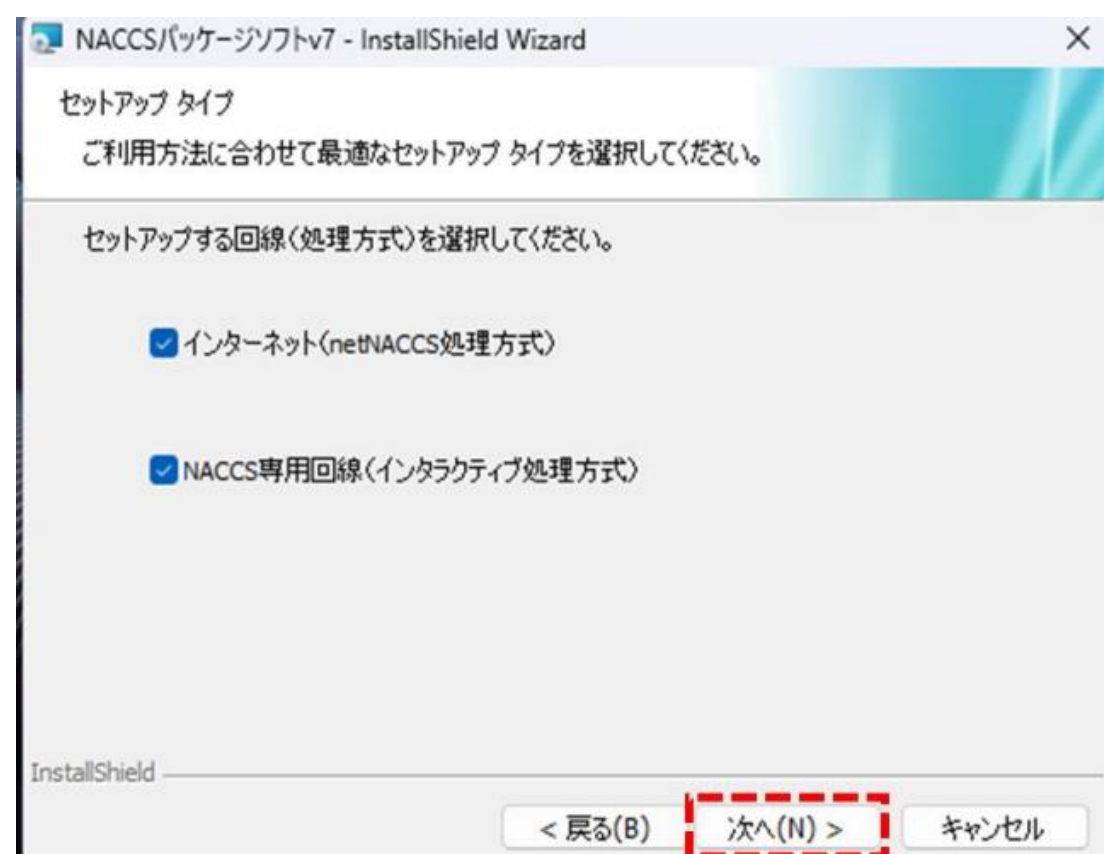 NACCSパッケージソフトv7 - InstallShield Wizard
セットアップ タイプ
ご利用方法に合わせて最適なセットアップ タイプを選択してください。
セットアップする回線(処理方式)を選択してください。
インターネット(netNACCS処理方式)
NACCS専用回線(インタラクティブ処理方式)
InstallShield
< 戻る(B) 次へ(N) > キャンセル